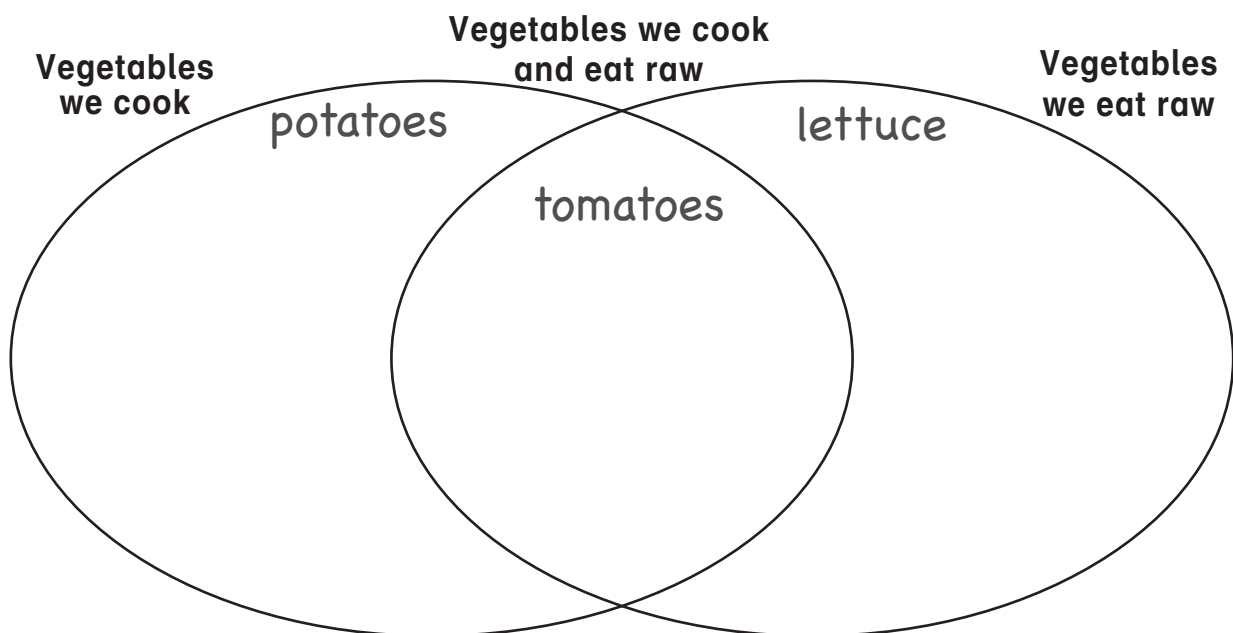 Vegetables
we cook
Vegetables we cook
and eat raw
Vegetables
we eat raw
potatoes
lettuce
tomatoes